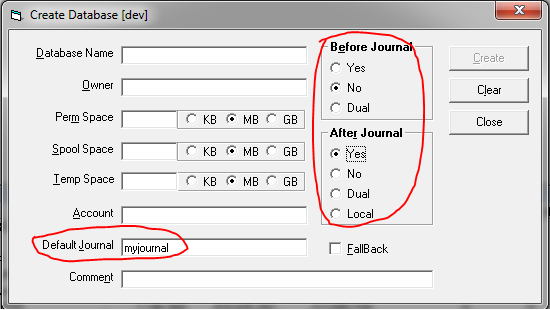 Create Database [dev]
Database Name
Owner
Perm Space KB MB GB
Spool Space KB MB GB
Temp Space KB MB GB
Account
Default Journal myjournal
Comment
Before Journal
Yes
No
Dual
After Journal
Yes
No
Dual
Local
FallBack
Create
Clear
Close